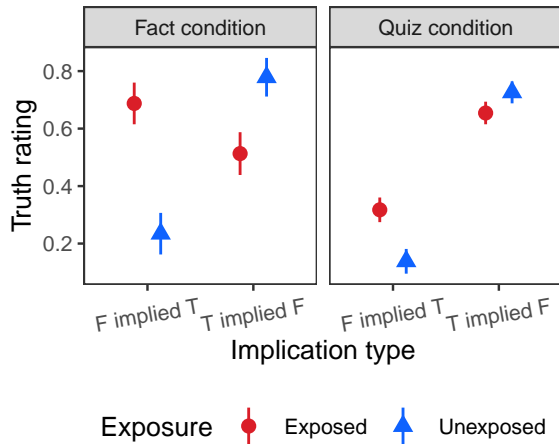 Fact condition
Quiz condition
Truth rating
0.8
0.6
0.4
0.2
F implied T
T implied F
F implied T
T implied F
Implication type
Exposure
Exposed
Unexposed